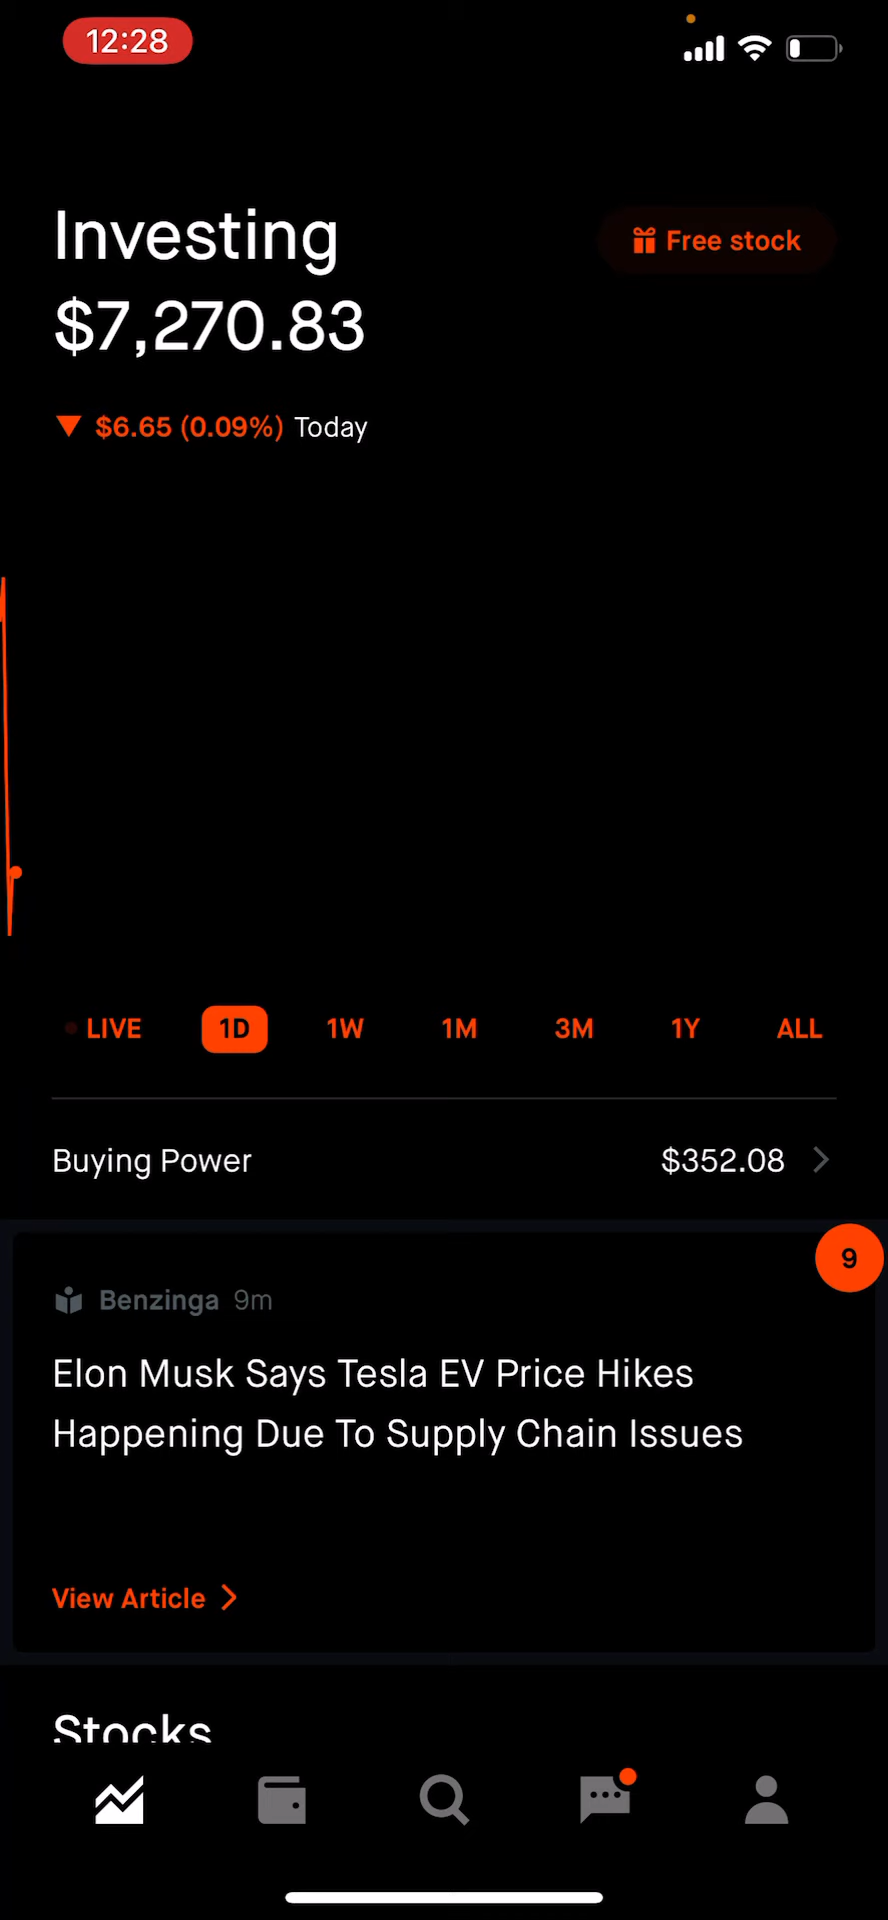 12:28
Investing
Free stock
$7,270.83
$6.65 (0.09%) Today
LIVE 1D 1W 1M 3M 1Y ALL
Buying Power $352.08
9
Benzinga 9m
Elon Musk Says Tesla EV Price Hikes
Happening Due To Supply Chain Issues
View Article
Stocks